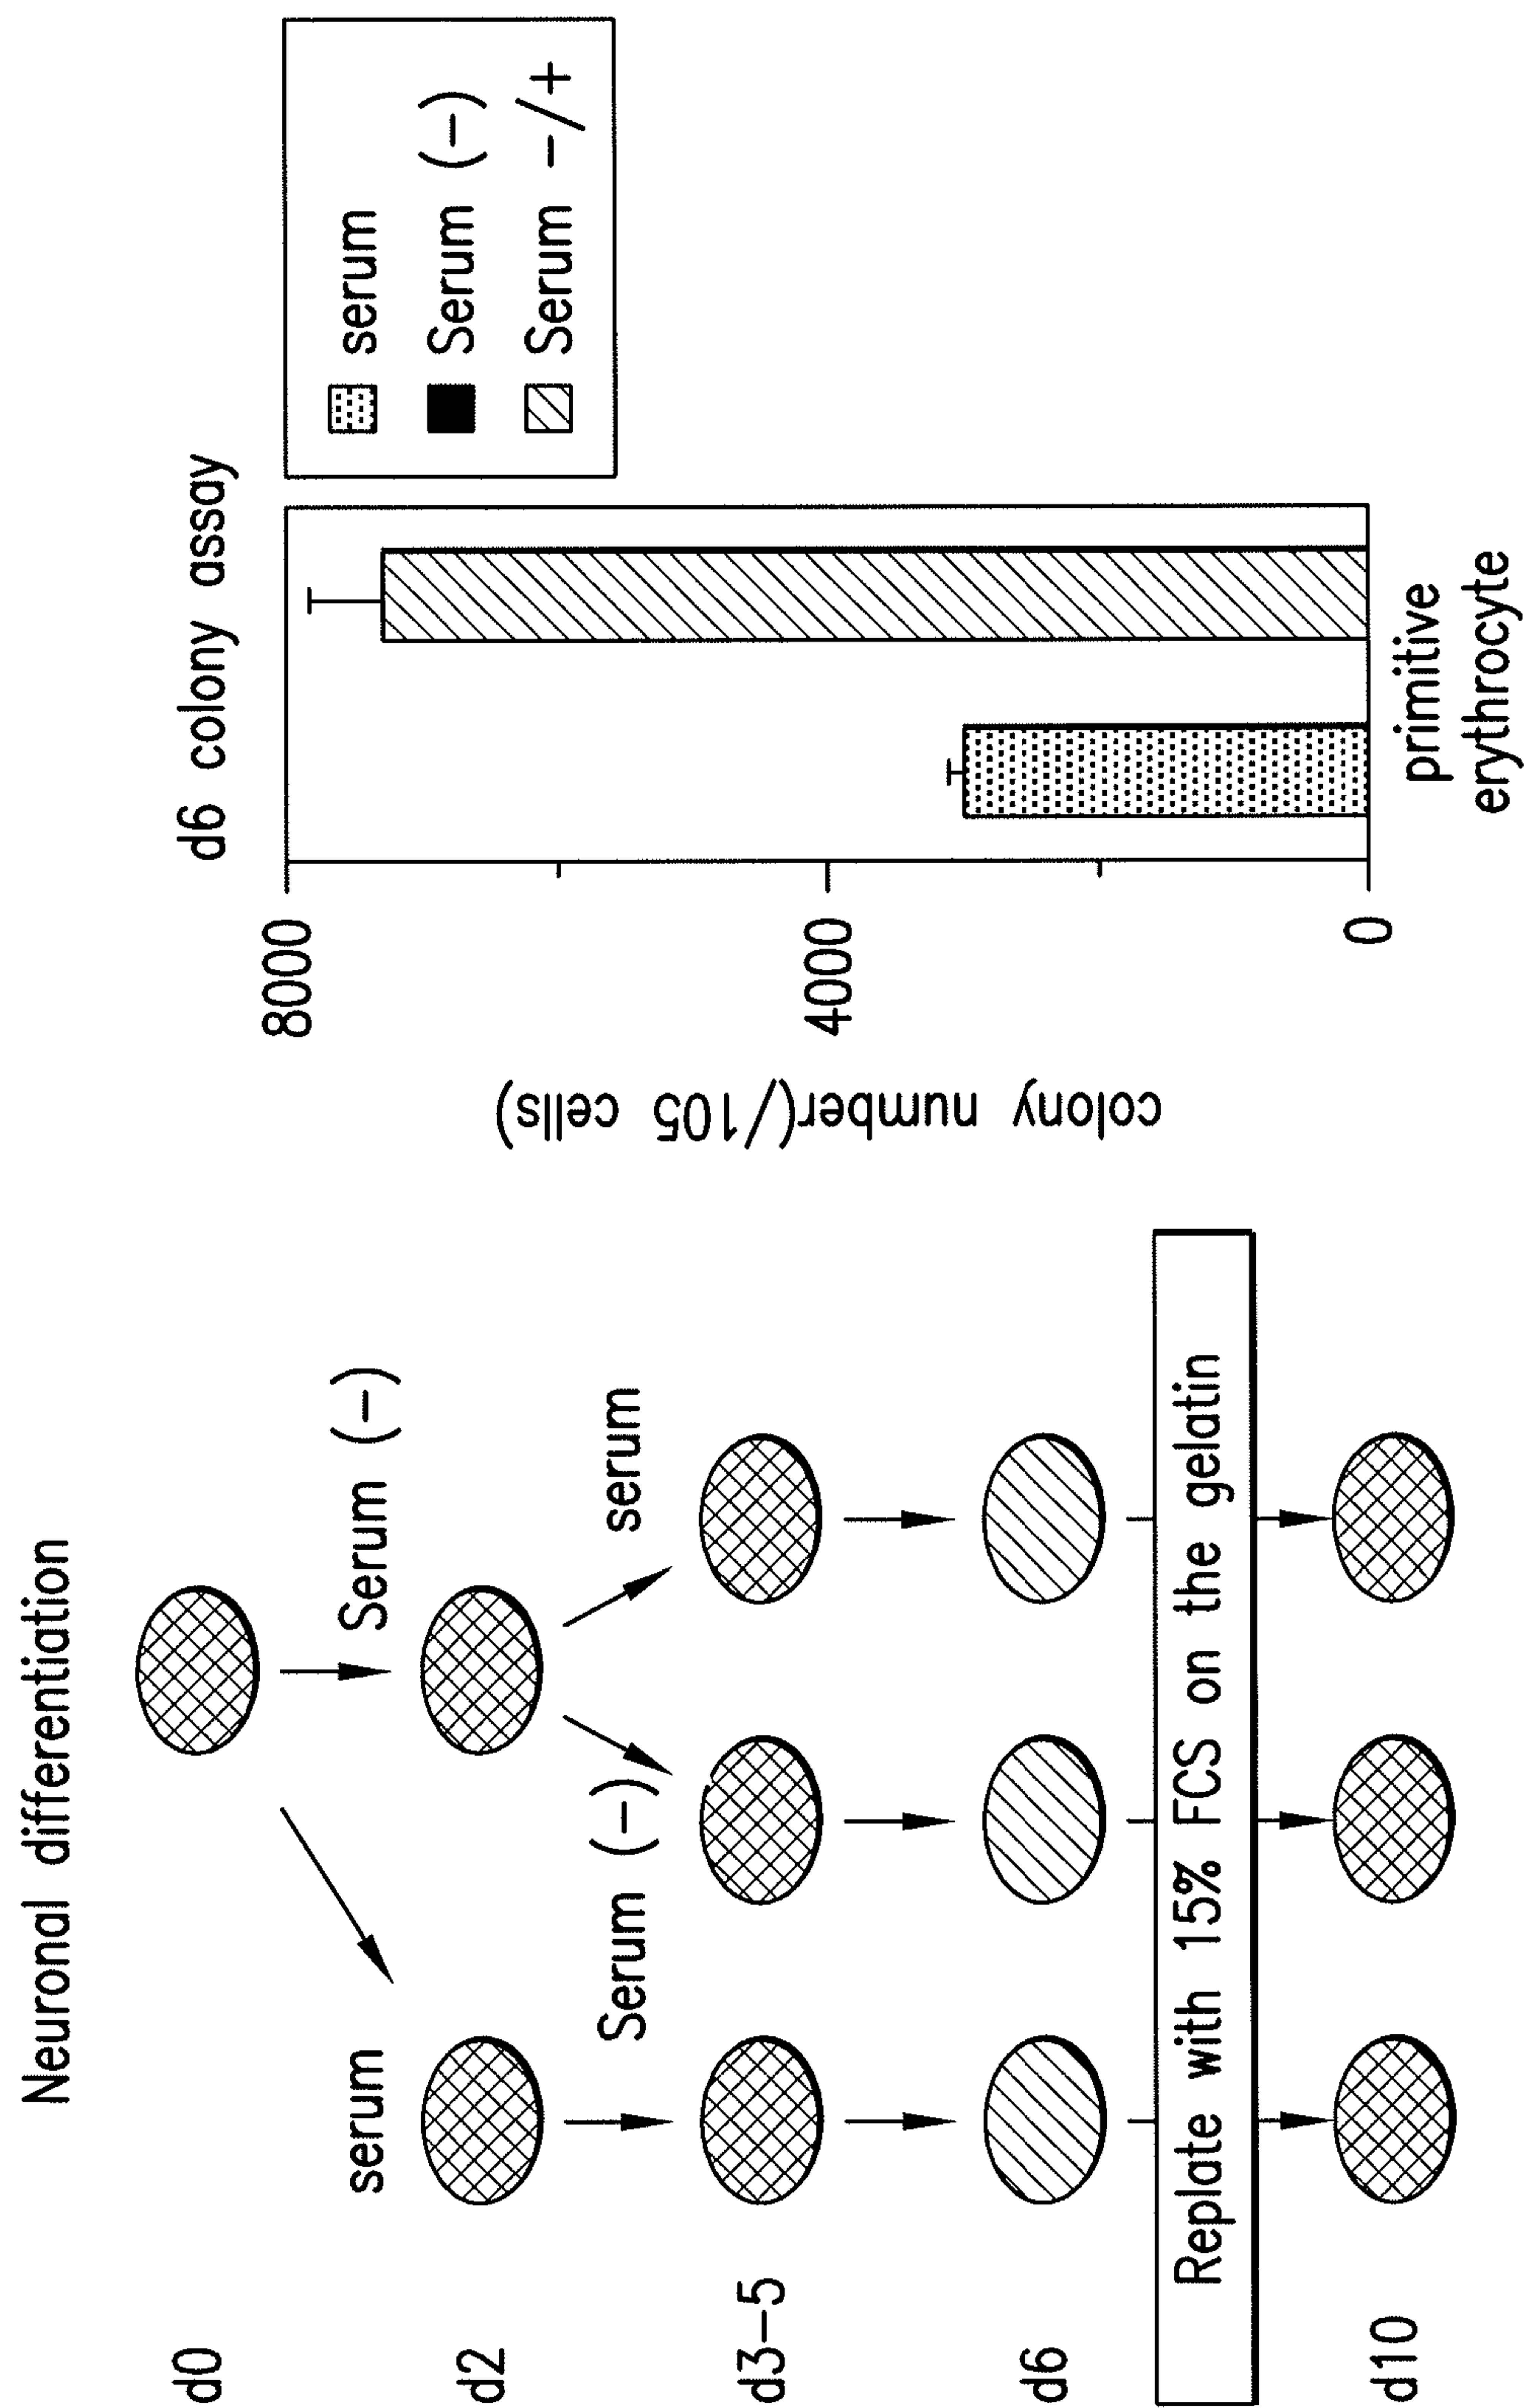 Neuronal differentiation
d0
serum
Serum (-)
d2
Serum (-)
serum
d3-5
d6
Replate with 15% FCS on the gelatin
d10
d6 colony assay
colony number(/105 cells)
8000
4000
0
primitive
erythrocyte
serum
Serum (-)
Serum -/+